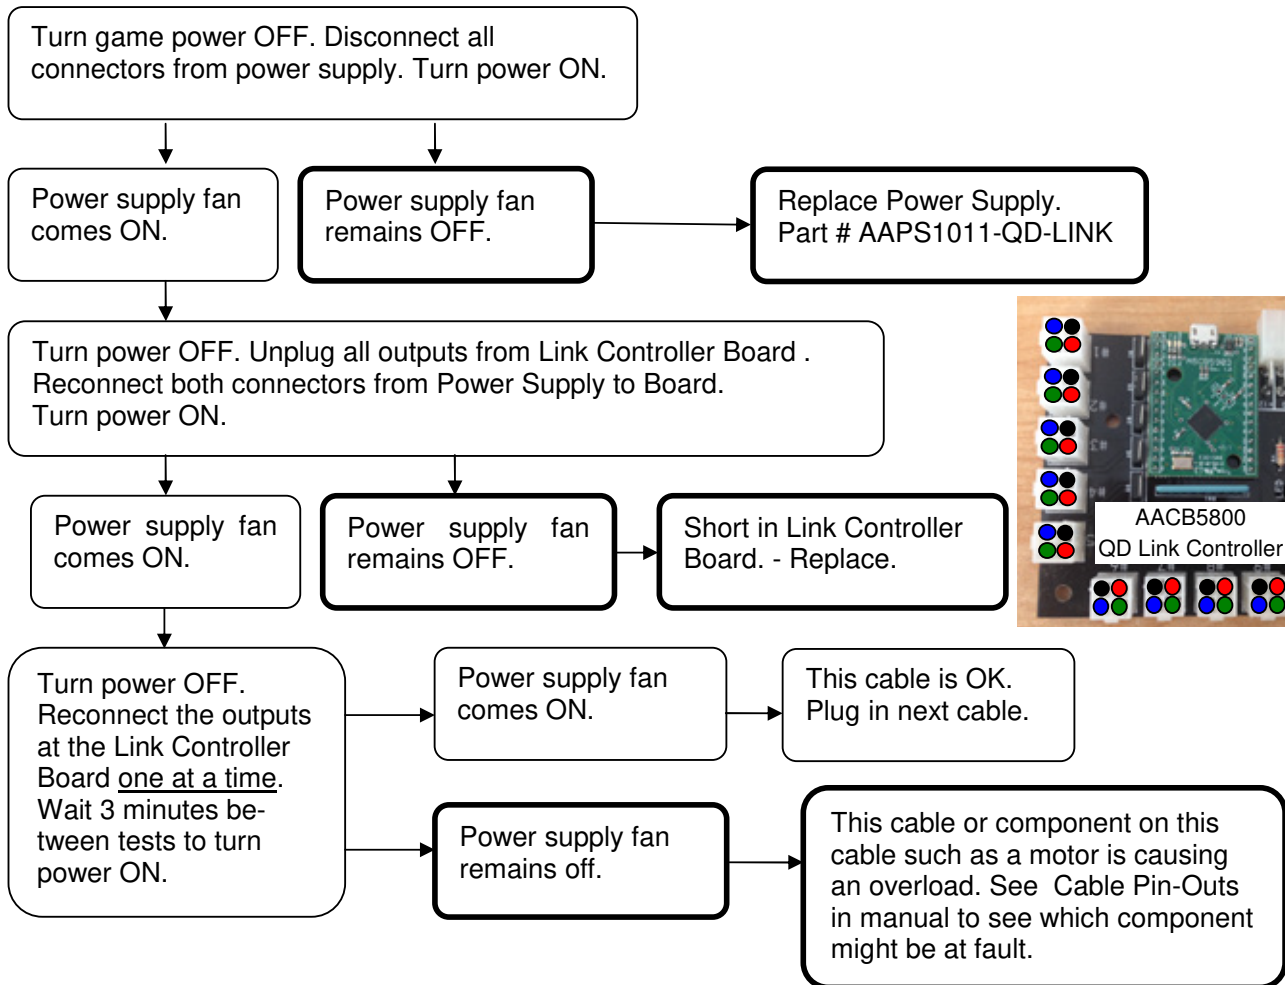 Turn game power OFF. Disconnect all
connectors from power supply. Turn power ON.
Power supply fan
comes ON.
Power supply fan
remains OFF.
Replace Power Supply.
Part # AAPS1011-QD-LINK
Turn power OFF. Unplug all outputs from Link Controller Board .
Reconnect both connectors from Power Supply to Board.
Turn power ON.
Power supply fan
comes ON.
Power supply fan
remains OFF.
Short in Link Controller
Board. - Replace.
AACB5800
QD Link Controller
Turn power OFF.
Reconnect the outputs
at the Link Controller
Board one at a time.
Wait 3 minutes be-
tween tests to turn
power ON.
Power supply fan
comes ON.
This cable is OK.
Plug in next cable.
Power supply fan
remains off.
This cable or component on this
cable such as a motor is causing
an overload. See Cable Pin-Outs
in manual to see which component
might be at fault.